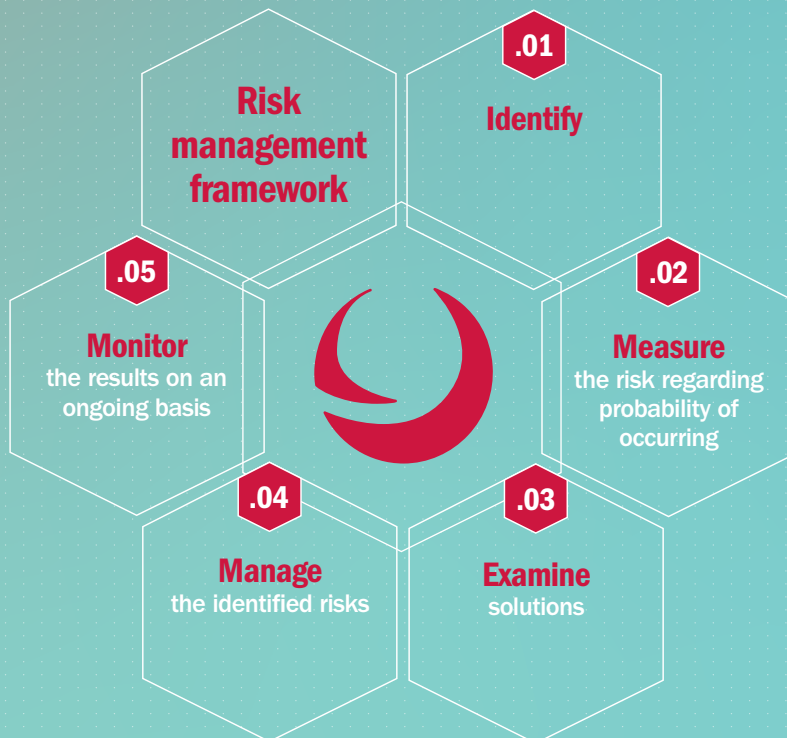 Risk
management
framework
.01
Identify
.02
Measure
the risk regarding
probability of
occurring
.03
Examine
solutions
.04
Manage
the identified risks
.05
Monitor
the results on an
ongoing basis